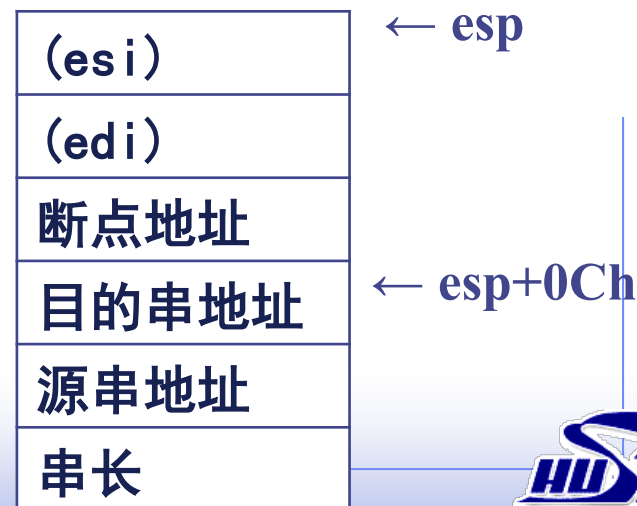 (esi) ← esp
(edi)
断点地址
目的串地址 ← esp+0Ch
源串地址
串长
HUS